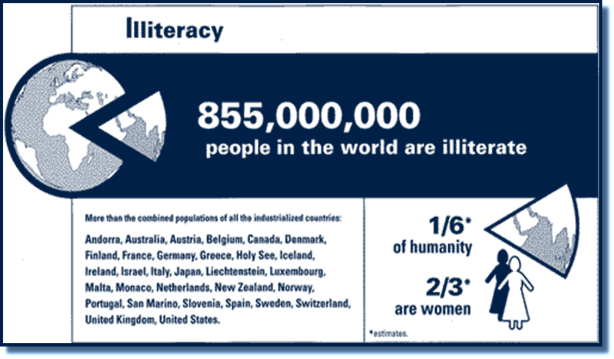 Illiteracy
855,000,000
people in the world are illiterate
More than the combined populations of all the industrialized countries:
Andorra, Australia, Austria, Belgium, Canada, Denmark,
Finland, France, Germany, Greece, Holy See, Iceland,
Ireland, Israel, Italy, Japan, Liechtenstein, Luxembourg,
Malta, Monaco, Netherlands, New Zealand, Norway,
Portugal, San Marino, Slovenia, Spain, Sweden, Switzerland,
United Kingdom, United States.
1/6*
of humanity
2/3*
are women
*estimates.